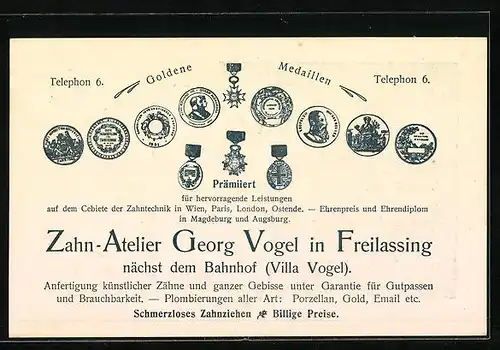 Telephon 6. Goldene Medaillen Telephon 6.
Prämiiert
für hervorragende Leistungen
auf dem Gebiete der Zahntechnik in Wien, Paris, London, Ostende. — Ehrenpreis und Ehrendiplom
in Magdeburg und Augsburg.
Zahn-Atelier Georg Vogel in Freilassing
nächst dem Bahnhof (Villa Vogel).
Anfertigung künstlicher Zähne und ganzer Gebisse unter Garantie für Gutpassen
und Brauchbarkeit. — Plombierungen aller Art: Porzellan, Gold, Email etc.
Schmerzloses Zahnziehen Billige Preise.